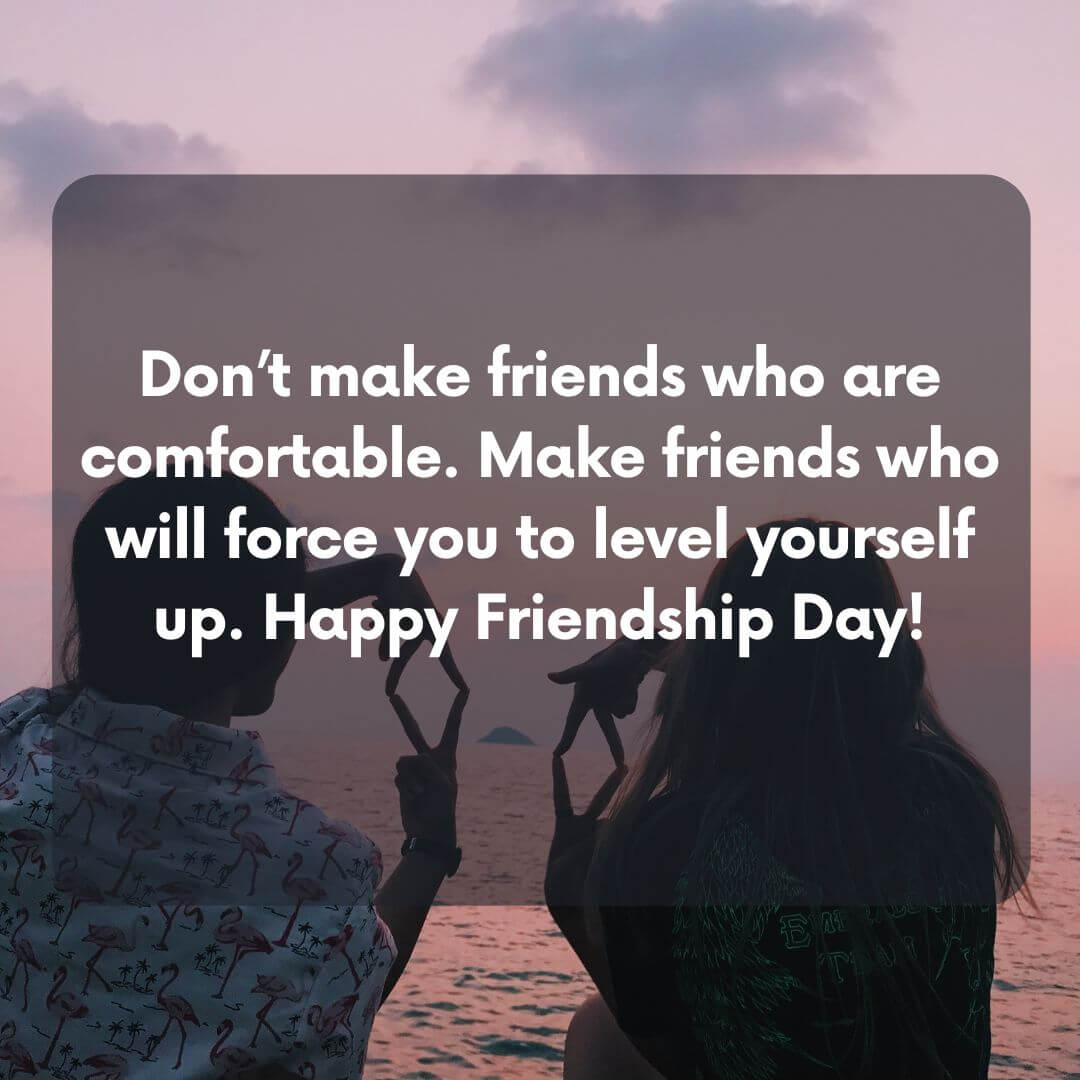 Don’t make friends who are
comfortable. Make friends who
will force you to level yourself
up. Happy Friendship Day!